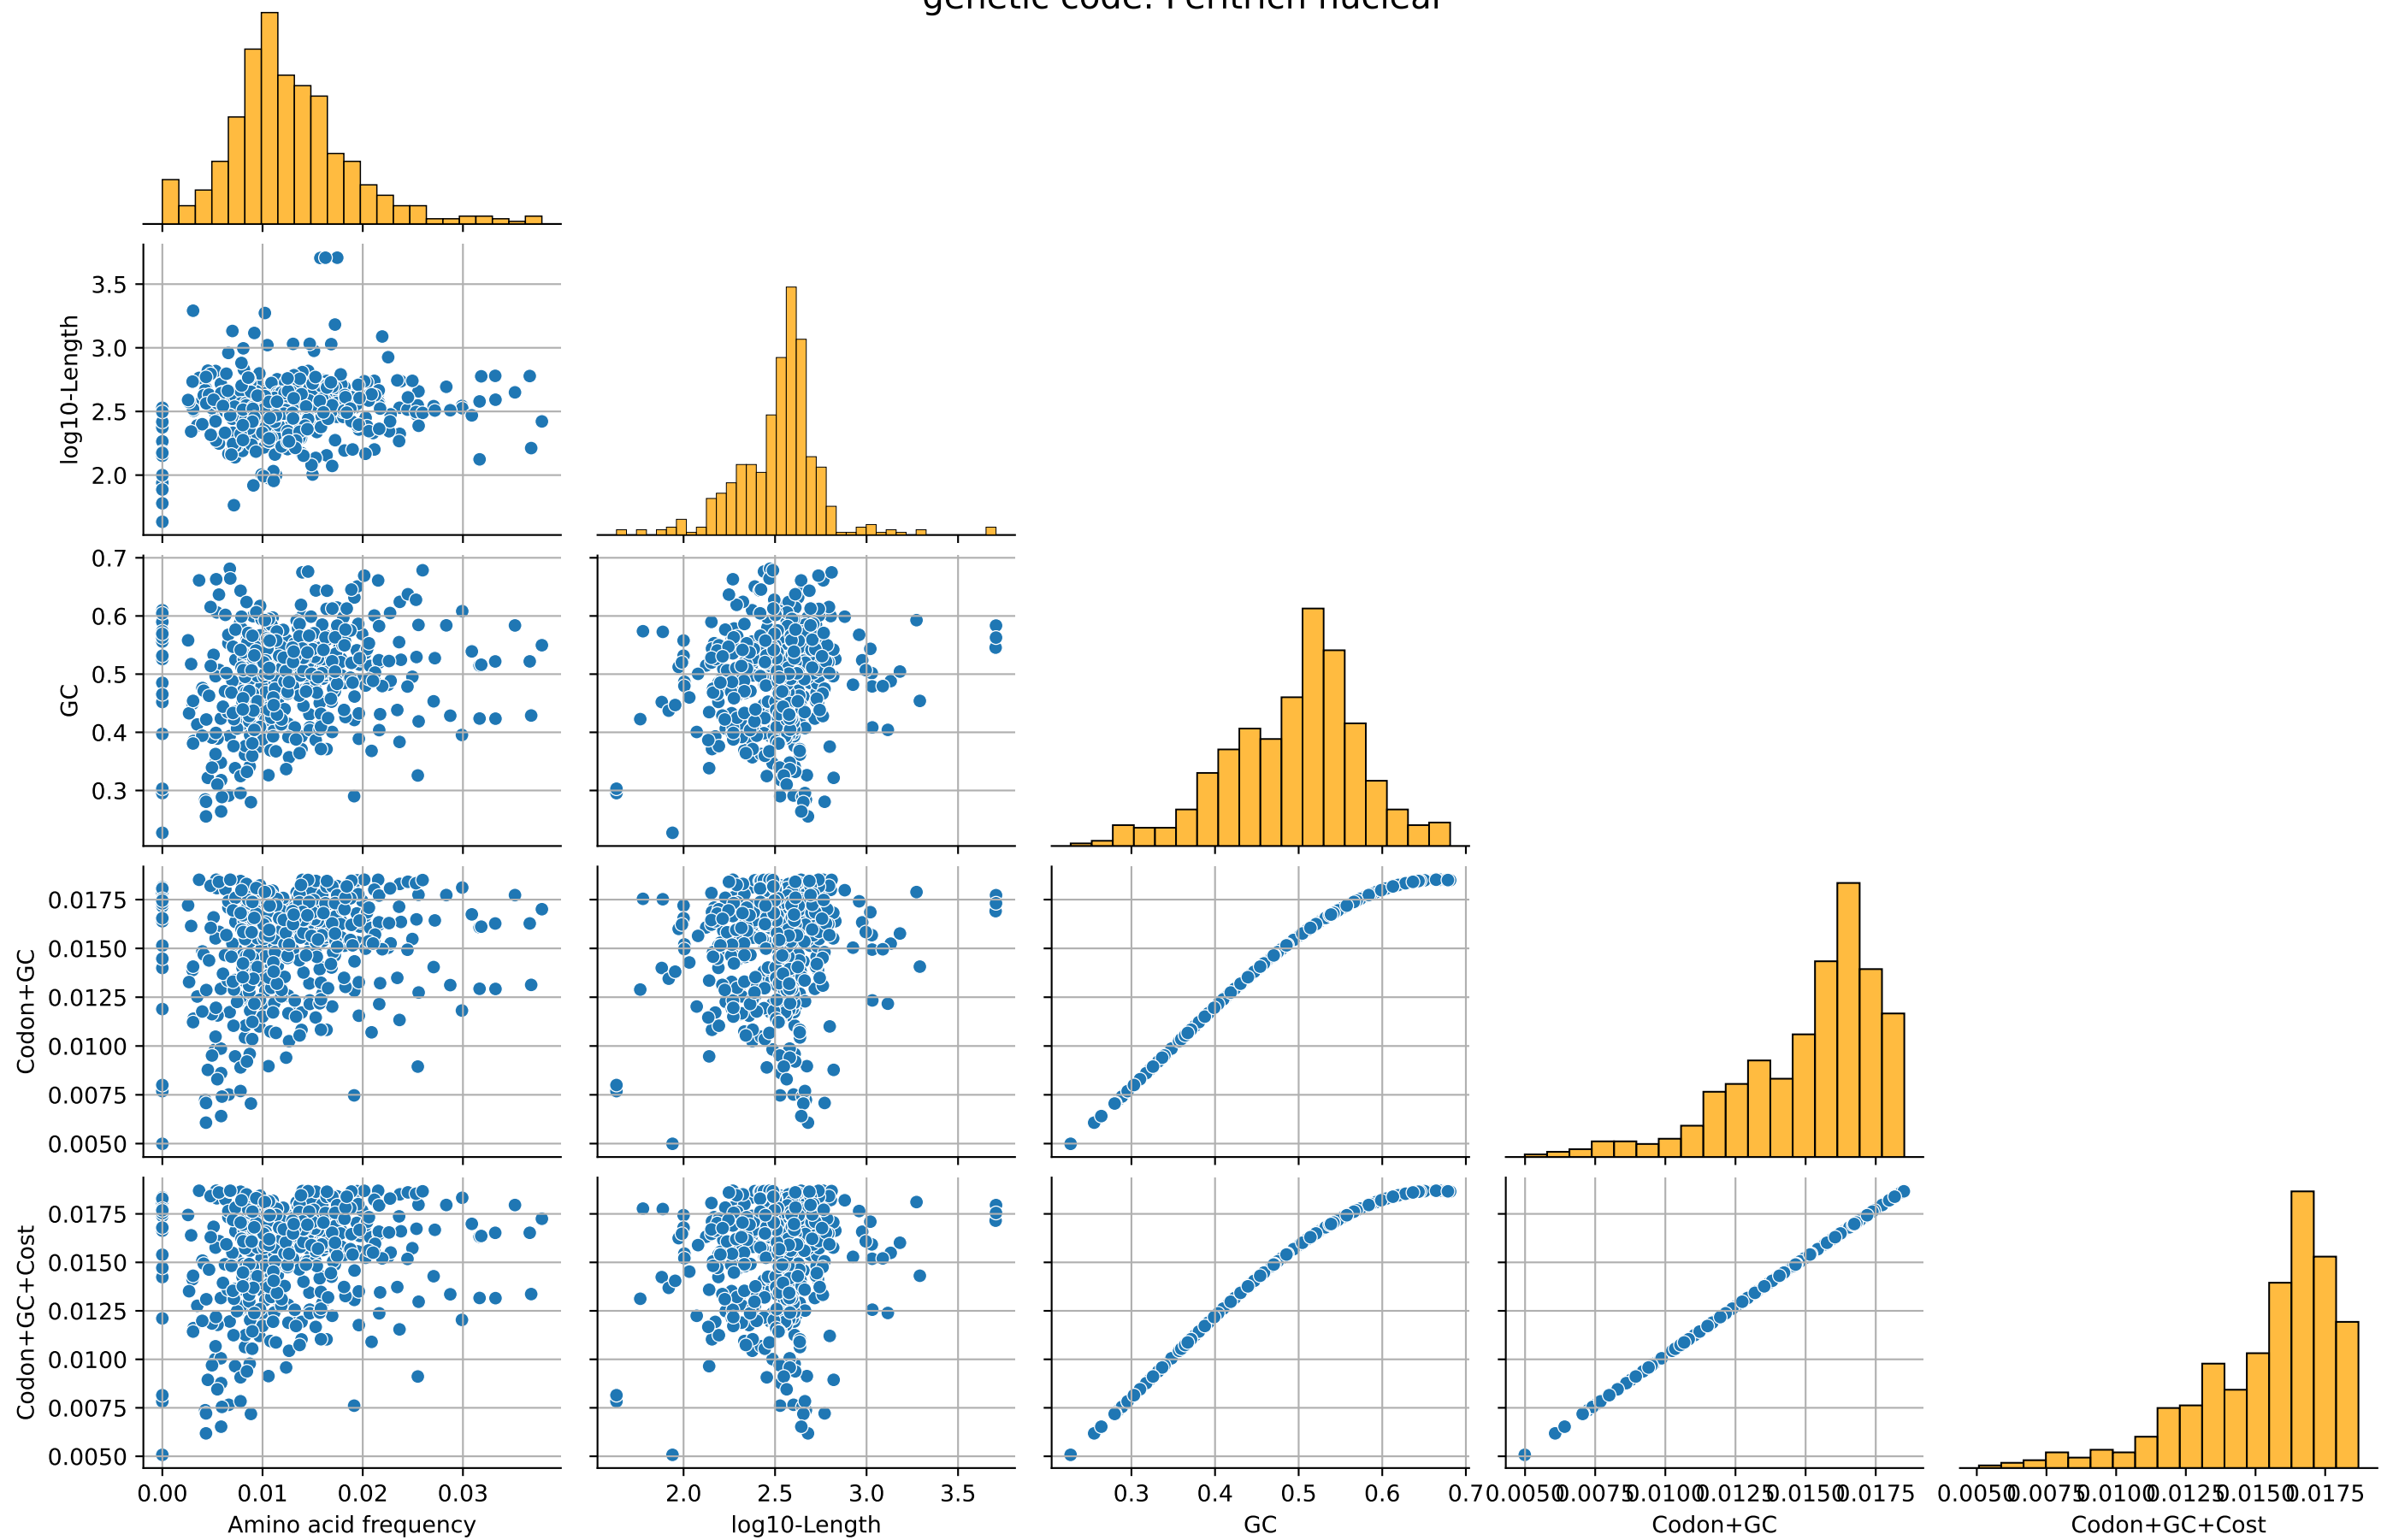 genetic code: Peritrich nuclear
3.5
3.0
2.5
2.0
log10-Length
0.7
0.6
0.5
0.4
0.3
GC
0.0175
0.0150
0.0125
0.0100
0.0075
0.0050
Codon+GC
0.0175
0.0150
0.0125
0.0100
0.0075
0.0050
Codon+GC+Cost
0.00 0.01 0.02 0.03
2.0 2.5 3.0 3.5
0.3 0.4 0.5 0.6 0.7
0.0050 0.0075 0.0100 0.0125 0.0150 0.0175
0.0050 0.0075 0.0100 0.0125 0.0150 0.0175
Amino acid frequency
log10-Length
GC
Codon+GC
Codon+GC+Cost